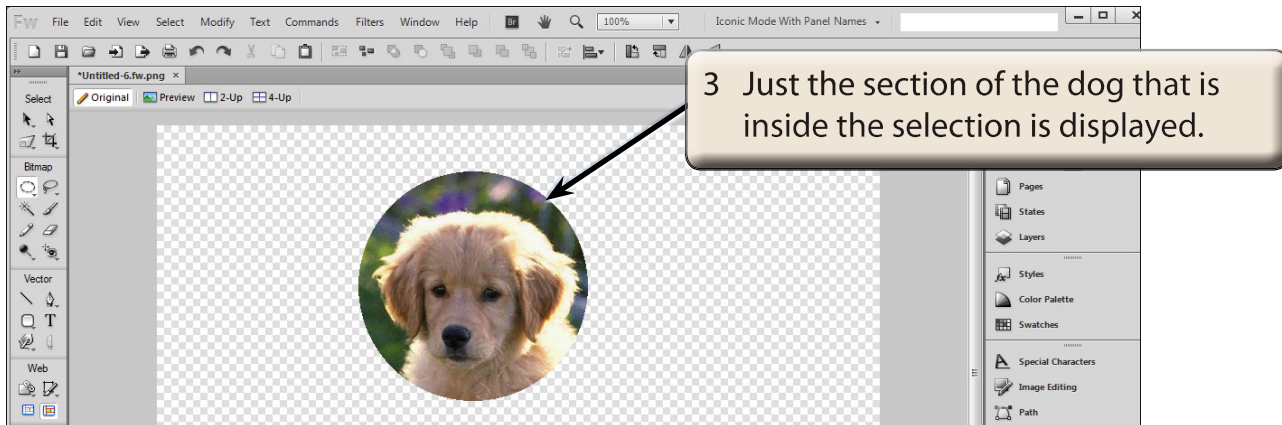 Fw File Edit View Select Modify Text Commands Filters Window Help Br 100% Iconic Mode With Panel Names
*Untitled-6.fw.png ×
Original Preview 2-Up 4-Up
3 Just the section of the dog that is
inside the selection is displayed.
Select
Bitmap
Vector
T
Web
Pages
States
Layers
Styles
Color Palette
Swatches
Special Characters
Image Editing
Path